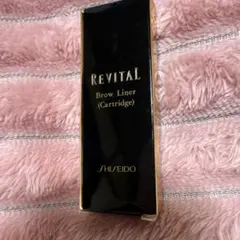 REVITAL
Brow Liner
(Cartridge)
SHISEIDO